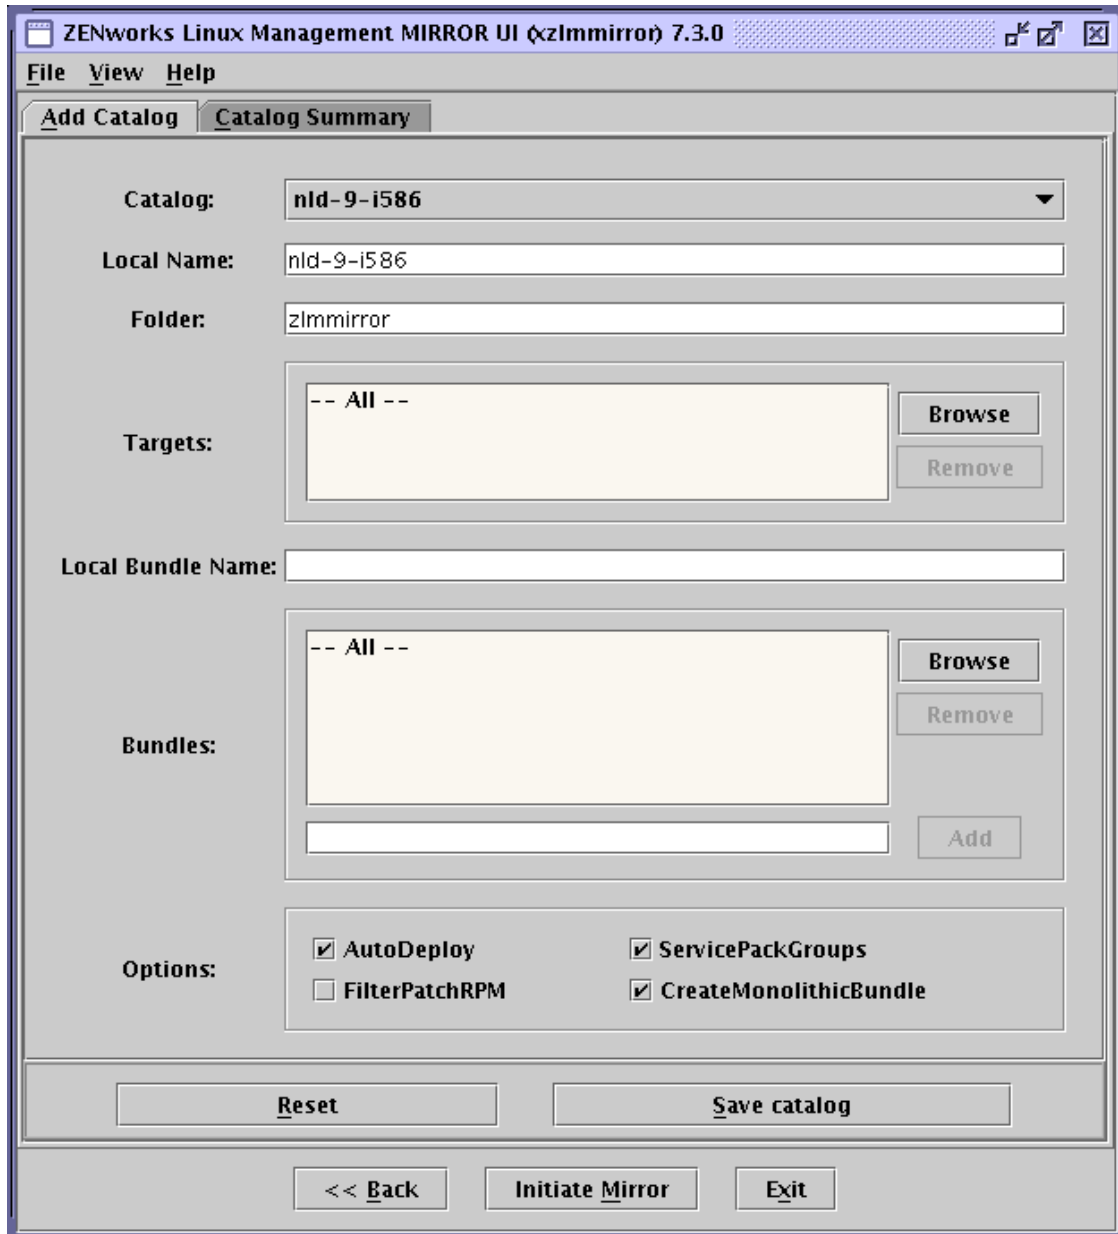 ZENworks Linux Management MIRROR UI (xzlmmirror) 7.3.0
File View Help
Add Catalog Catalog Summary
Catalog: nld-9-i586
Local Name: nld-9-i586
Folder: zlmmirror
-- All --
Browse
Targets:
Remove
Local Bundle Name:
-- All --
Browse
Remove
Bundles:
Add
AutoDeploy ServicePackGroups
Options:
FilterPatchRPM CreateMonolithicBundle
Reset Save catalog
<< Back Initiate Mirror Exit